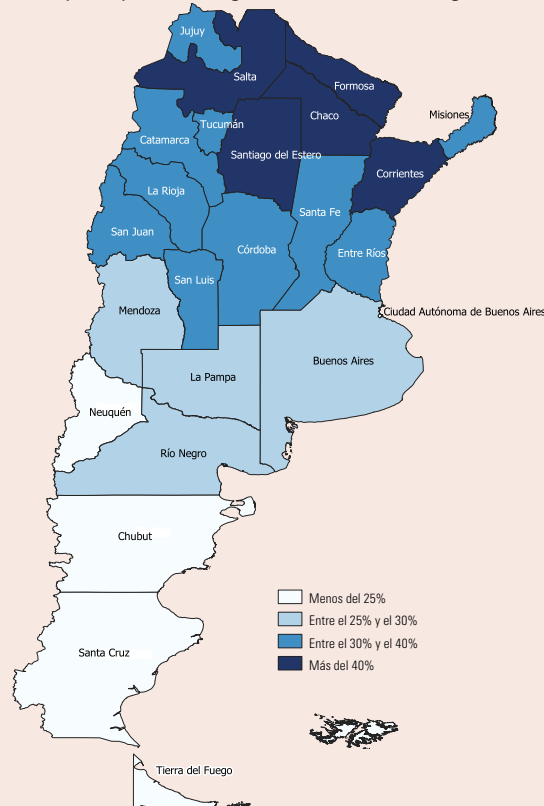 Jujuy
Salta
Formosa
Chaco
Misiones
Tucumán
Catamarca
Santiago del Estero
Corrientes
La Rioja
Santa Fe
San Juan
Córdoba
Entre Ríos
San Luis
Mendoza
Ciudad Autónoma de Buenos Aires
Buenos Aires
La Pampa
Neuquén
Río Negro
Chubut
Menos del 25%
Entre el 25% y el 30%
Entre el 30% y el 40%
Más del 40%
Santa Cruz
Tierra del Fuego